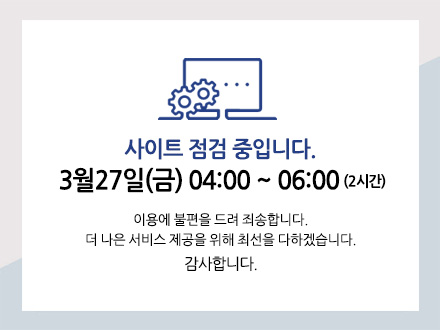 사이트 점검 중입니다.
3월27일(금) 04:00 ~ 06:00 (2시간)
이용에 불편을 드려 죄송합니다.
더 나은 서비스 제공을 위해 최선을 다하겠습니다.
감사합니다.